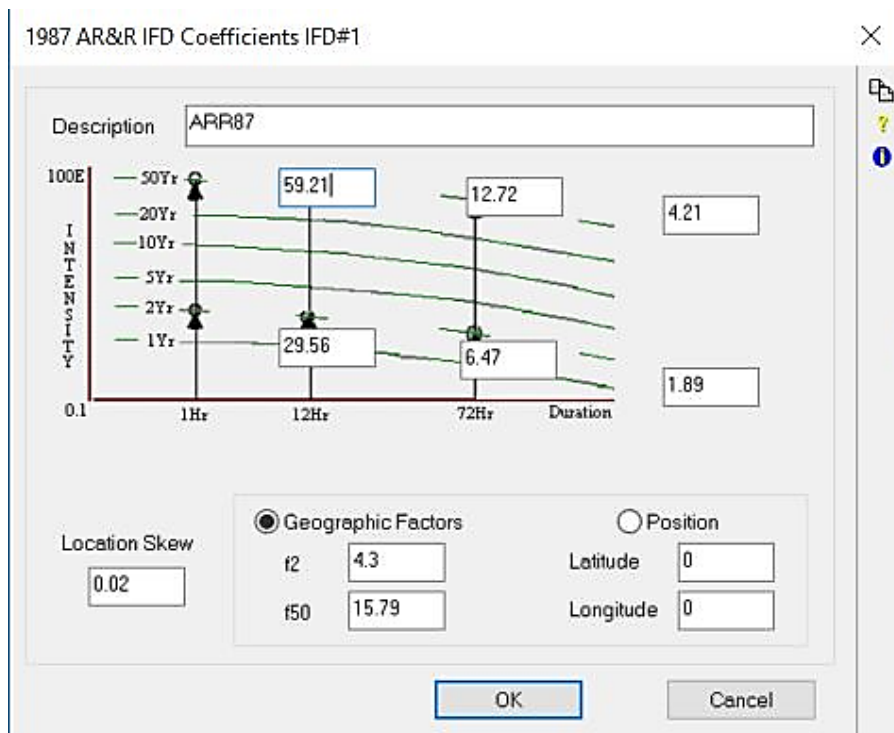 1987 AR&R IFD Coefficients IFD#1
Description ARR87
100E
50Yr
20Yr
10Yr
5Yr
2Yr
1Yr
INTENSITY
59.21
12.72
4.21
29.56
6.47
1.89
0.1
1Hr 12Hr 72Hr Duration
Geographic Factors Position
Location Skew
0.02
f2 4.3 Latitude 0
f50 15.79 Longitude 0
OK Cancel
?
i